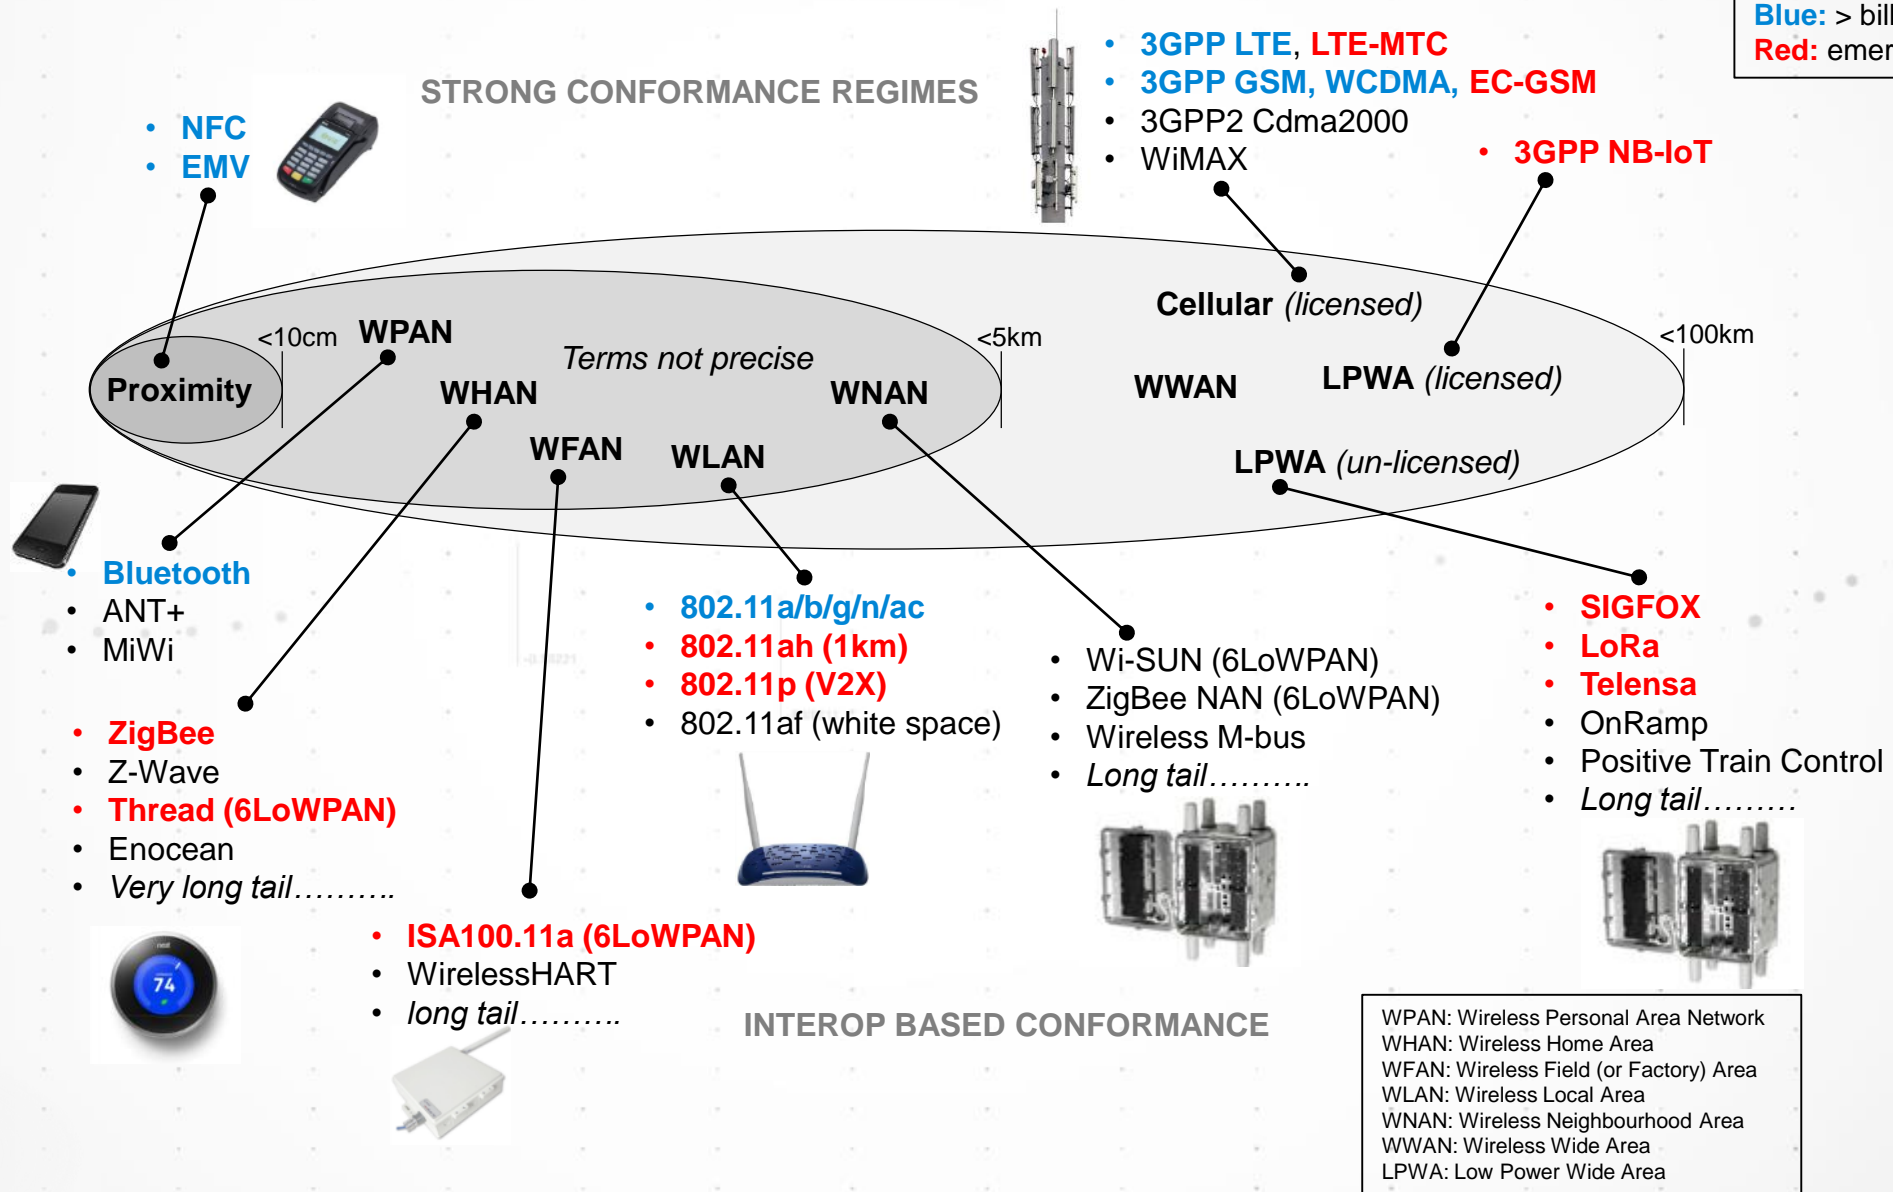 Blue: > bill
Red: emer
STRONG CONFORMANCE REGIMES
• 3GPP LTE, LTE-MTC
• 3GPP GSM, WCDMA, EC-GSM
• 3GPP2 Cdma2000
• WiMAX
• 3GPP NB-IoT
• NFC
• EMV
Cellular (licensed)
<10cm
WPAN
Terms not precise
<5km
<100km
Proximity
WHAN
WNAN
WWAN
LPWA (licensed)
WFAN
WLAN
LPWA (un-licensed)
• Bluetooth
• ANT+
• MiWi
• ZigBee
• Z-Wave
• Thread (6LoWPAN)
• Enocean
• Very long tail……….
• ISA100.11a (6LoWPAN)
• WirelessHART
• long tail……….
• 802.11a/b/g/n/ac
• 802.11ah (1km)
• 802.11p (V2X)
• 802.11af (white space)
• Wi-SUN (6LoWPAN)
• ZigBee NAN (6LoWPAN)
• Wireless M-bus
• Long tail……….
• SIGFOX
• LoRa
• Telensa
• OnRamp
• Positive Train Control
• Long tail………
nest
74
INTEROP BASED CONFORMANCE
WPAN: Wireless Personal Area Network
WHAN: Wireless Home Area
WFAN: Wireless Field (or Factory) Area
WLAN: Wireless Local Area
WNAN: Wireless Neighbourhood Area
WWAN: Wireless Wide Area
LPWA: Low Power Wide Area